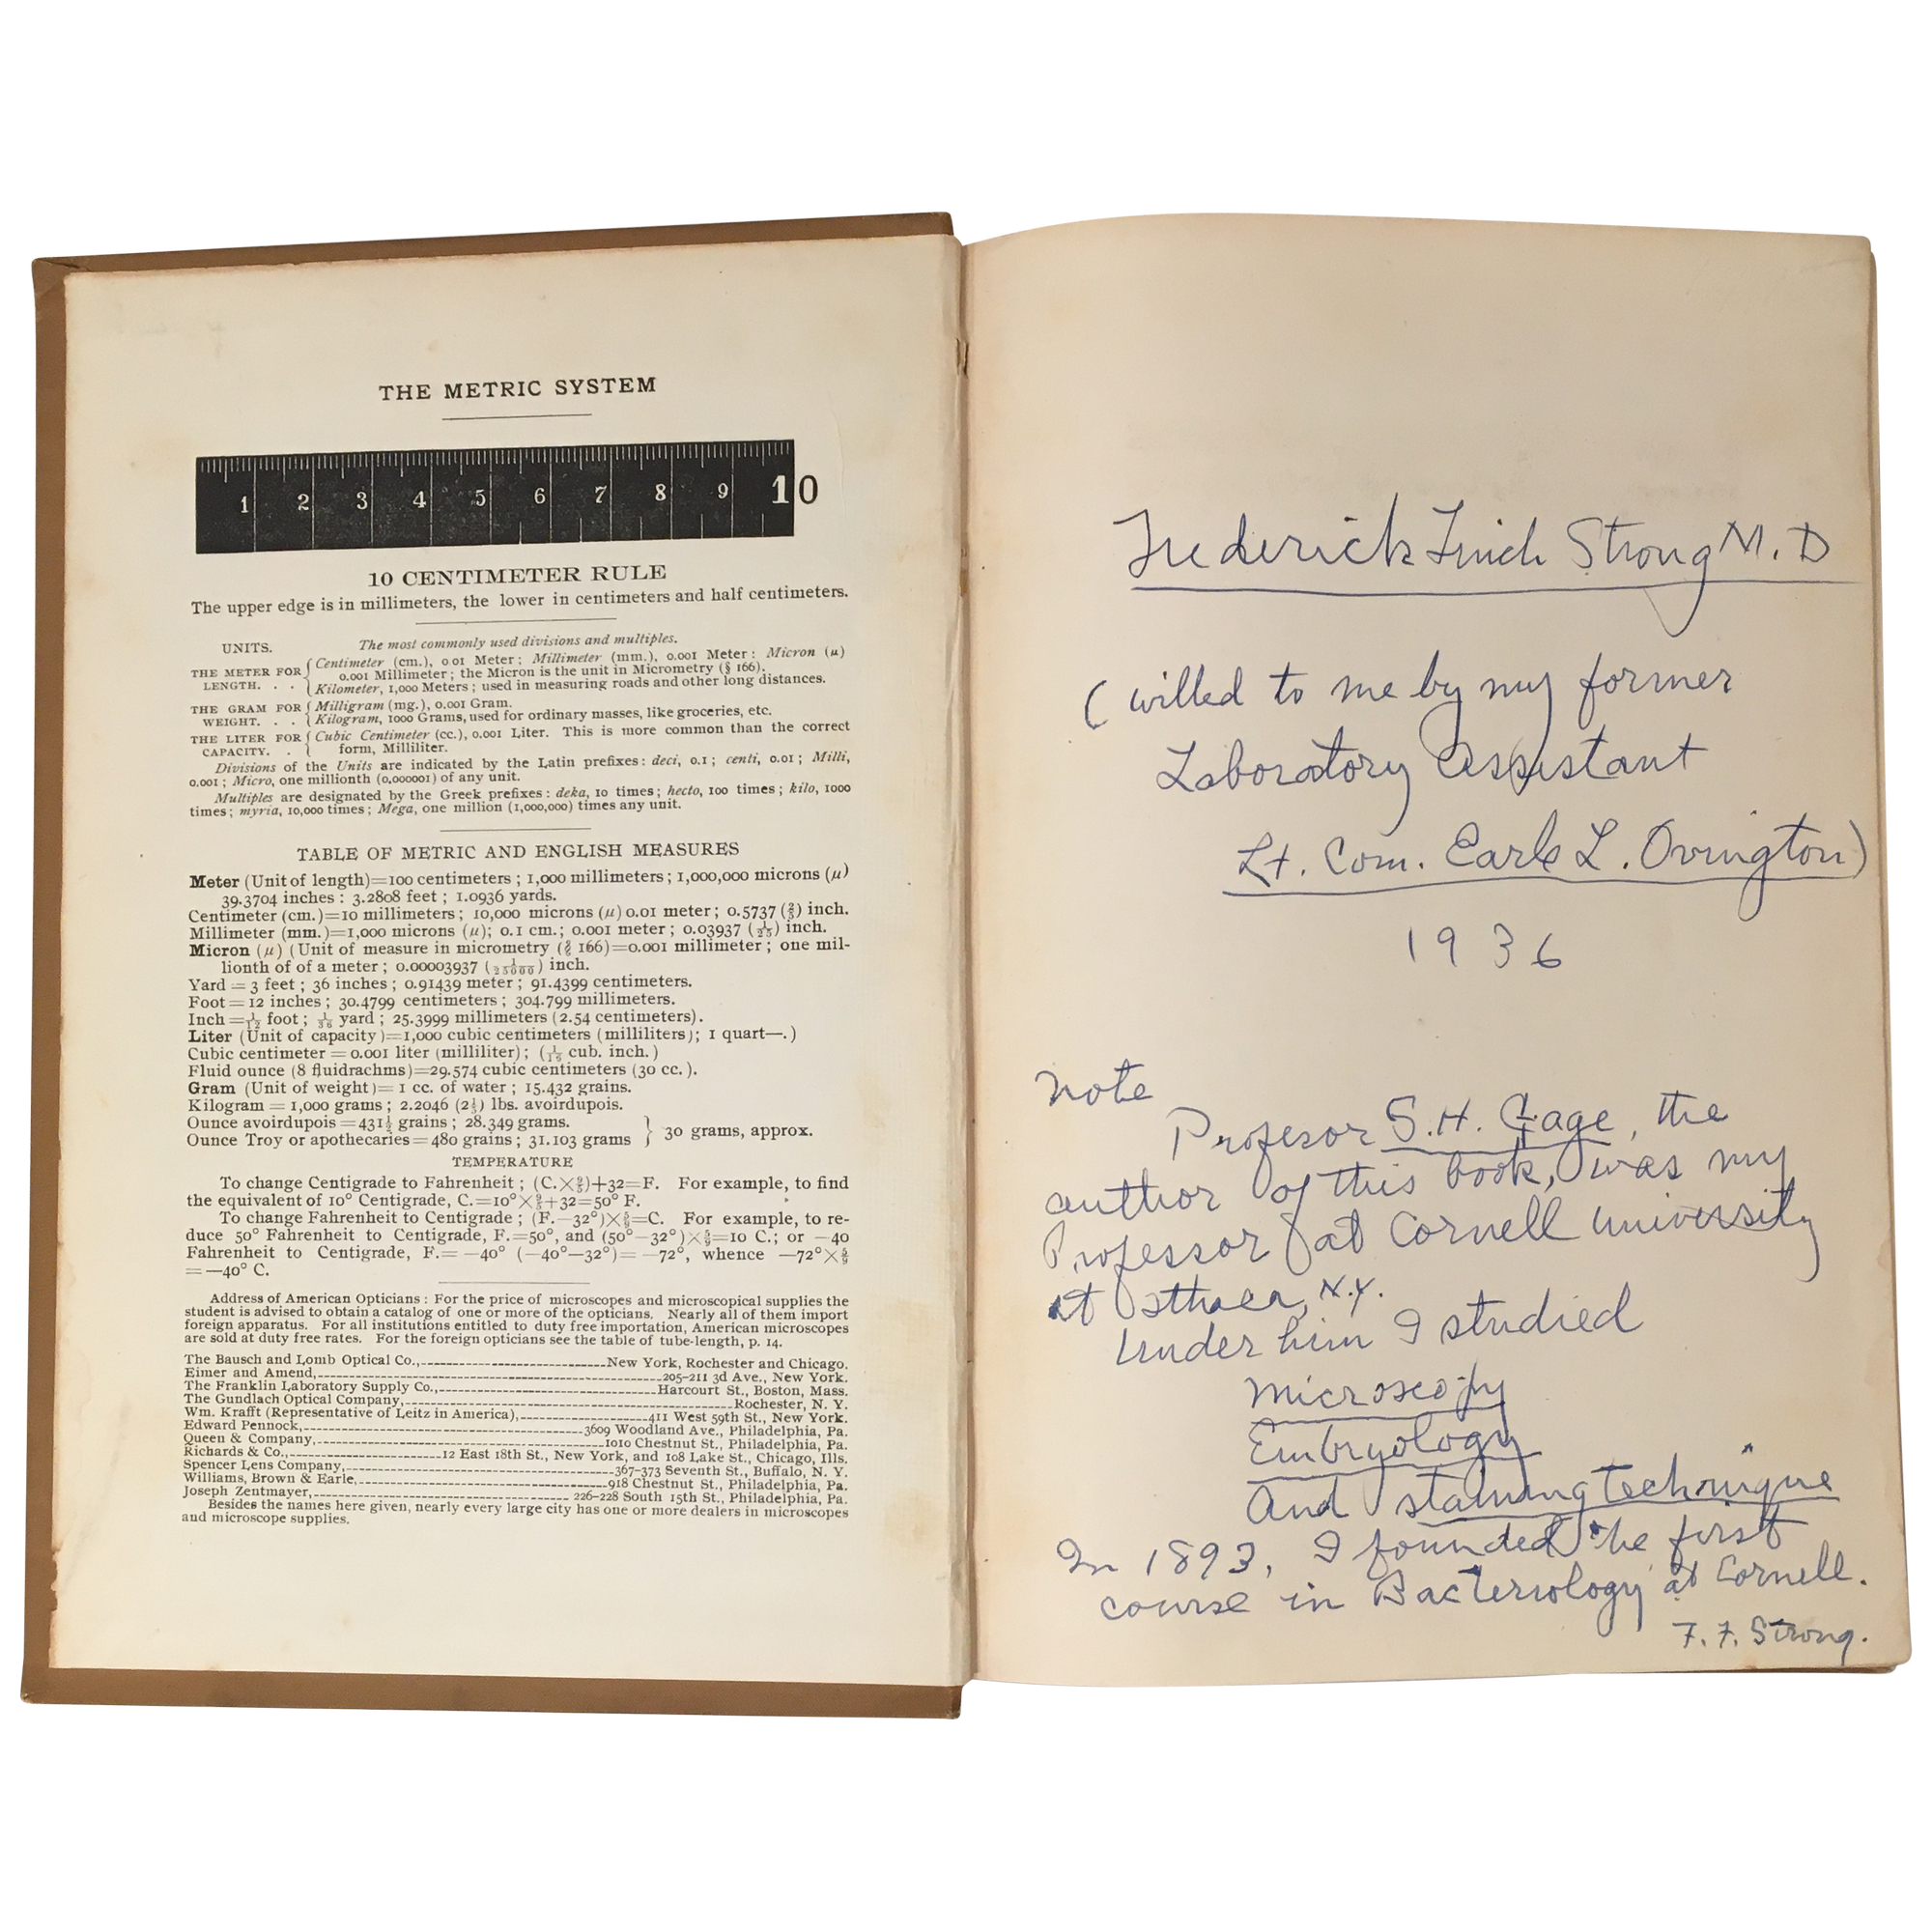 THE METRIC SYSTEM
1 2 3 4 5 6 7 8 9 10
10 CENTIMETER RULE
The upper edge is in millimeters, the lower in centimeters and half centimeters.
UNITS. The most commonly used divisions and multiples.
THE METER FOR LENGTH. . . { Centimeter (cm.), 0 01 Meter; Millimeter (mm.), 0.001 Meter: Micron (μ)
0.001 Millimeter; the Micron is the unit in Micrometry (§ 166).
Kilometer, 1,000 Meters; used in measuring roads and other long distances.
THE GRAM FOR WEIGHT. . . { Milligram (mg.), 0.001 Gram.
Kilogram, 1000 Grams, used for ordinary masses, like groceries, etc.
THE LITER FOR CAPACITY. . { Cubic Centimeter (cc.), 0.001 Liter. This is more common than the correct
form, Milliliter.
Divisions of the Units are indicated by the Latin prefixes: deci, 0.1; centi, 0.01; Milli,
0.001; Micro, one millionth (0.000001) of any unit.
Multiples are designated by the Greek prefixes: deka, 10 times; hecto, 100 times; kilo, 1000
times; myria, 10,000 times; Mega, one million (1,000,000) times any unit.
TABLE OF METRIC AND ENGLISH MEASURES
Meter (Unit of length)=100 centimeters; 1,000 millimeters; 1,000,000 microns (μ)
39.3704 inches: 3.2808 feet; 1.0936 yards.
Centimeter (cm.)=10 millimeters; 10,000 microns (μ) 0.01 meter; 0.5737 (⅖) inch.
Millimeter (mm.)=1,000 microns (μ); 0.1 cm.; 0.001 meter; 0.03937 (1/25) inch.
Micron (μ) (Unit of measure in micrometry (§ 166)=0.001 millimeter; one mil-
lionth of of a meter; 0.00003937 (1/25000) inch.
Yard = 3 feet; 36 inches; 0.91439 meter; 91.4399 centimeters.
Foot = 12 inches; 30.4799 centimeters; 304.799 millimeters.
Inch = 1/12 foot; 1/36 yard; 25.3999 millimeters (2.54 centimeters).
Liter (Unit of capacity)=1,000 cubic centimeters (milliliters); 1 quart—.)
Cubic centimeter = 0.001 liter (milliliter); (1/16 cub. inch.)
Fluid ounce (8 fluidrachms)=29.574 cubic centimeters (30 cc.).
Gram (Unit of weight)= 1 cc. of water; 15.432 grains.
Kilogram = 1,000 grams; 2.2046 (2⅕) lbs. avoirdupois.
Ounce avoirdupois = 431½ grains; 28.349 grams.
Ounce Troy or apothecaries = 480 grains; 31.103 grams } 30 grams, approx.
TEMPERATURE
To change Centigrade to Fahrenheit; (C.×9/5)+32=F. For example, to find
the equivalent of 10° Centigrade, C.=10°×9/5+32=50° F.
To change Fahrenheit to Centigrade; (F.—32°)×5/9=C. For example, to re-
duce 50° Fahrenheit to Centigrade, F.=50°, and (50°—32°)×5/9=10 C.; or —40
Fahrenheit to Centigrade, F.= —40° (—40°—32°)= —72°, whence —72°×5/9
= —40° C.
Address of American Opticians: For the price of microscopes and microscopical supplies the
student is advised to obtain a catalog of one or more of the opticians. Nearly all of them import
foreign apparatus. For all institutions entitled to duty free importation, American microscopes
are sold at duty free rates. For the foreign opticians see the table of tube-length, p. 14.
The Bausch and Lomb Optical Co., New York, Rochester and Chicago.
Eimer and Amend, 205-211 3d Ave., New York.
The Franklin Laboratory Supply Co., Harcourt St., Boston, Mass.
The Gundlach Optical Company, Rochester, N. Y.
Wm. Krafft (Representative of Leitz in America), 411 West 59th St., New York.
Edward Pennock, 3609 Woodland Ave., Philadelphia, Pa.
Queen & Company, 1010 Chestnut St., Philadelphia, Pa.
Richards & Co., 12 East 18th St., New York, and 108 Lake St., Chicago, Ills.
Spencer Lens Company, 367-373 Seventh St., Buffalo, N. Y.
Williams, Brown & Earle, 918 Chestnut St., Philadelphia, Pa.
Joseph Zentmayer, 226-228 South 15th St., Philadelphia, Pa.
Besides the names here given, nearly every large city has one or more dealers in microscopes
and microscope supplies.
Frederick Finch Strong M.D
(willed to me by my former
Laboratory Assistant
Lt. Com. Earle L. Ovington)
1936
note
Profesor S.H. Gage, the
author of this book, was my
Professor at Cornell University
at Ithaca, N.Y.
Under him I studied
Microscopy
Embryology
And staining technique
In 1893, I founded the first
course in Bacteriology at Cornell.
F. F. Strong.